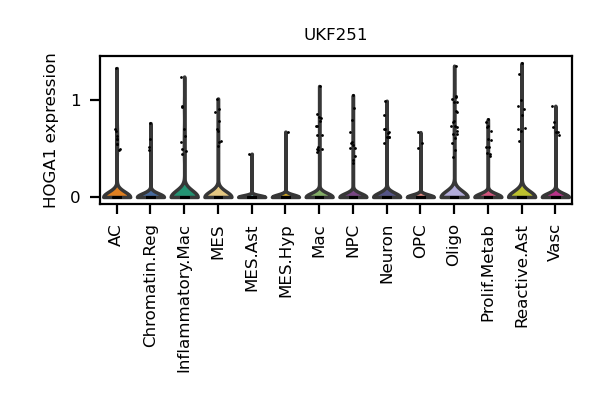 UKF251
HOGA1 expression
1
0
AC
Chromatin.Reg
Inflammatory.Mac
MES
MES.Ast
MES.Hyp
Mac
NPC
Neuron
OPC
Oligo
Prolif.Metab
Reactive.Ast
Vasc